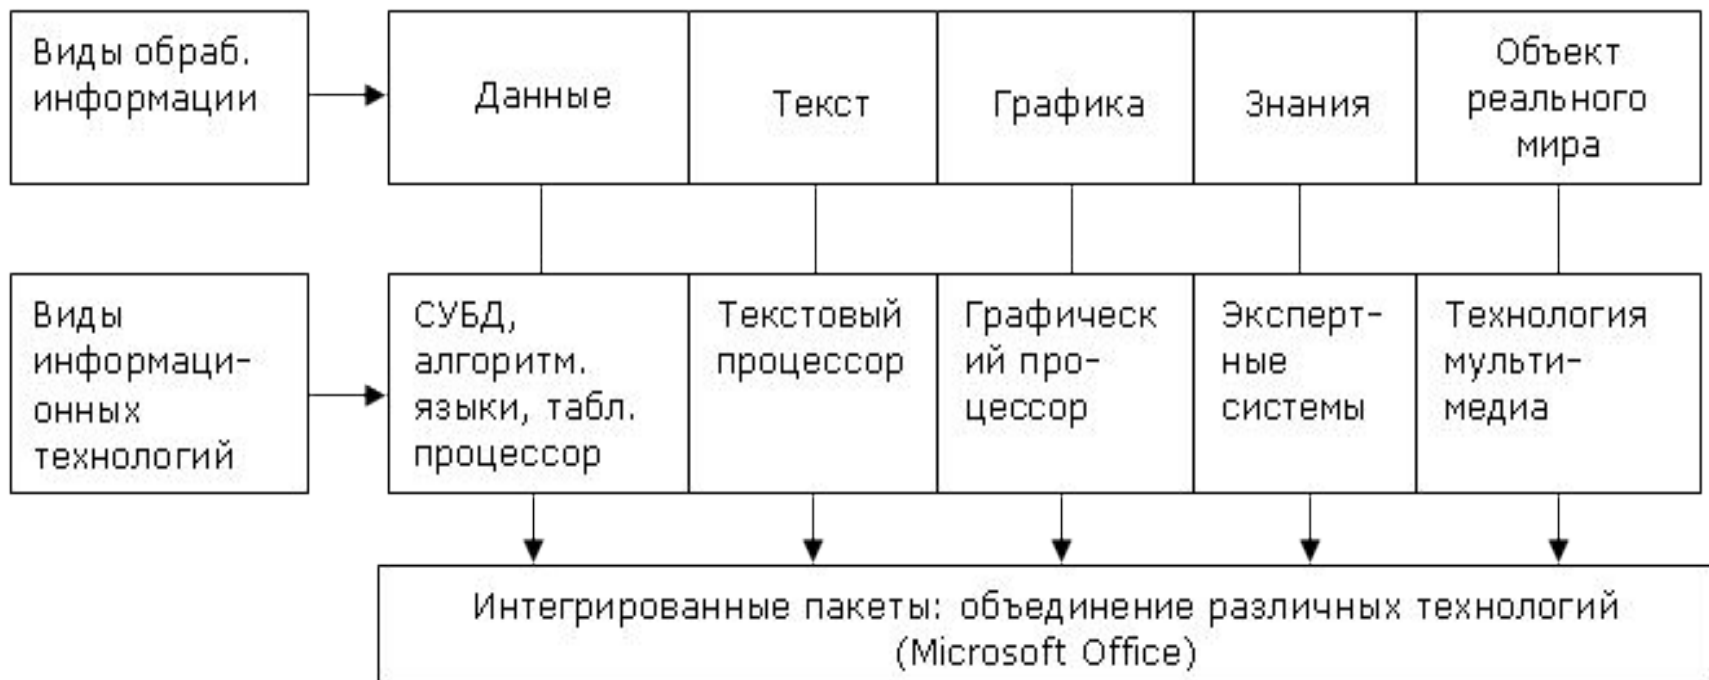 Виды обраб.
информации
Данные
Текст
Графика
Знания
Объект
реального
мира
Виды
информаци-
онных
технологий
СУБД,
алгоритм.
языки, табл.
процессор
Текстовый
процессор
Графическ
ий про-
цессор
Эксперт-
ные
системы
Технология
мульти-
медиа
Интегрированные пакеты: объединение различных технологий
(Microsoft Office)